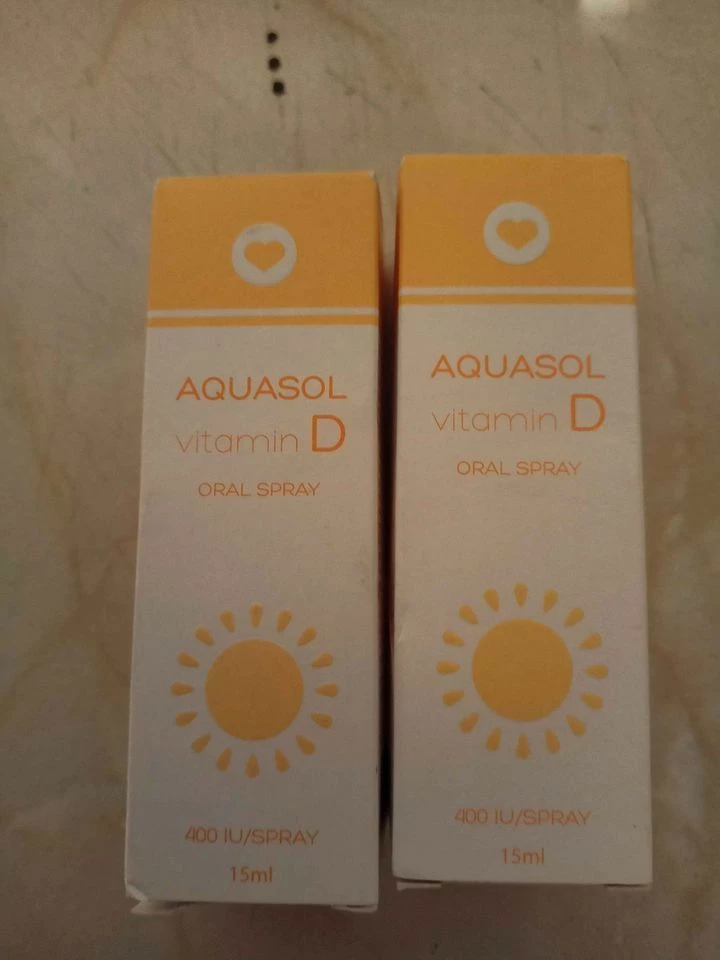 AQUASOL
vitamin D
ORAL SPRAY
400 IU/SPRAY
15ml
AQUASOL
vitamin D
ORAL SPRAY
400 IU/SPRAY
15ml